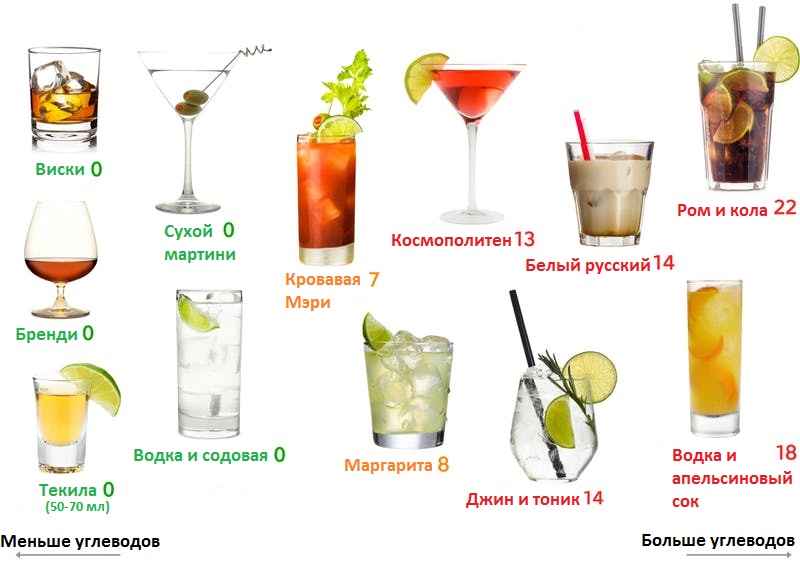 Виски 0
Сухой 0
мартини
Кровавая 7
Мэри
Космополитен 13
Белый русский 14
Ром и кола 22
Бренди 0
Текила 0
(50-70 мл)
Водка и содовая 0
Маргарита 8
Джин и тоник 14
Водка и 18
апельсиновый
сок
Меньше углеводов
Больше углеводов